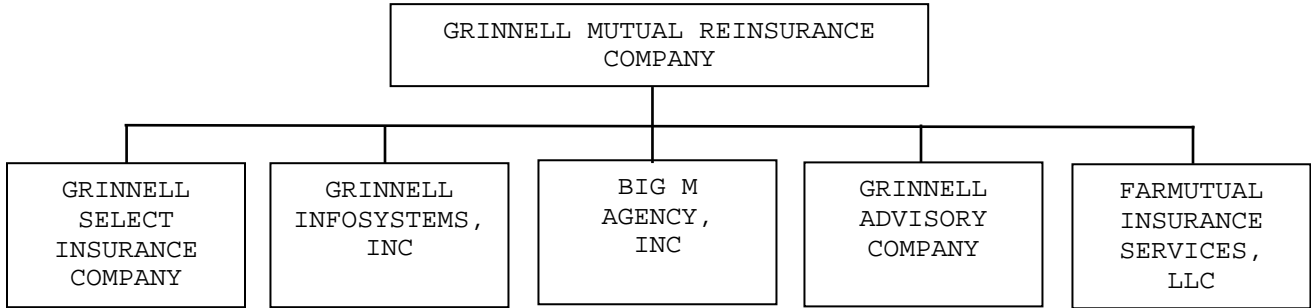 GRINNELL MUTUAL REINSURANCE
COMPANY
GRINNELL
SELECT
INSURANCE
COMPANY
GRINNELL
INFOSYSTEMS,
INC
BIG M
AGENCY,
INC
GRINNELL
ADVISORY
COMPANY
FARMUTUAL
INSURANCE
SERVICES,
LLC